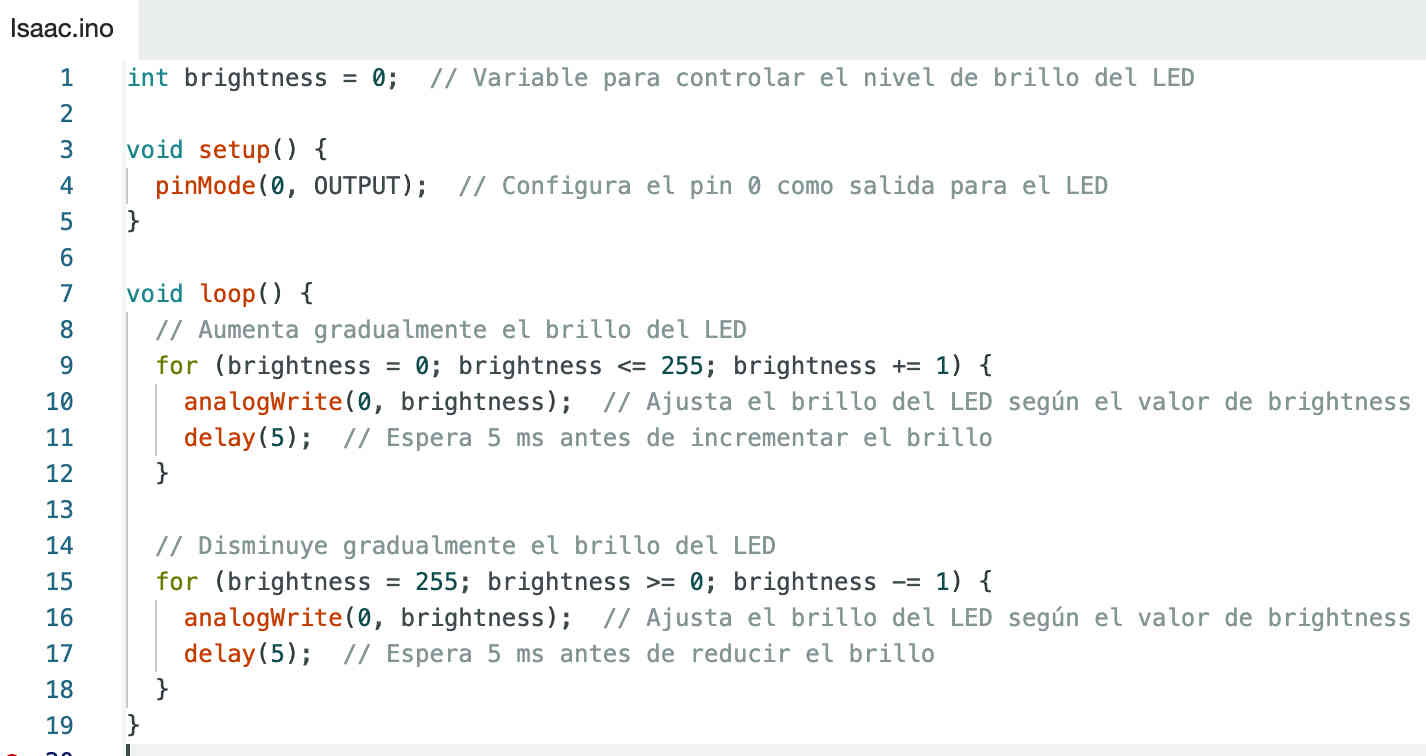 Isaac.ino
1 int brightness = 0;  // Variable para controlar el nivel de brillo del LED
2
3 void setup() {
4   pinMode(0, OUTPUT);  // Configura el pin 0 como salida para el LED
5 }
6
7 void loop() {
8   // Aumenta gradualmente el brillo del LED
9   for (brightness = 0; brightness <= 255; brightness += 1) {
10     analogWrite(0, brightness);  // Ajusta el brillo del LED según el valor de brightness
11     delay(5);  // Espera 5 ms antes de incrementar el brillo
12   }
13
14   // Disminuye gradualmente el brillo del LED
15   for (brightness = 255; brightness >= 0; brightness -= 1) {
16     analogWrite(0, brightness);  // Ajusta el brillo del LED según el valor de brightness
17     delay(5);  // Espera 5 ms antes de reducir el brillo
18   }
19 }
20